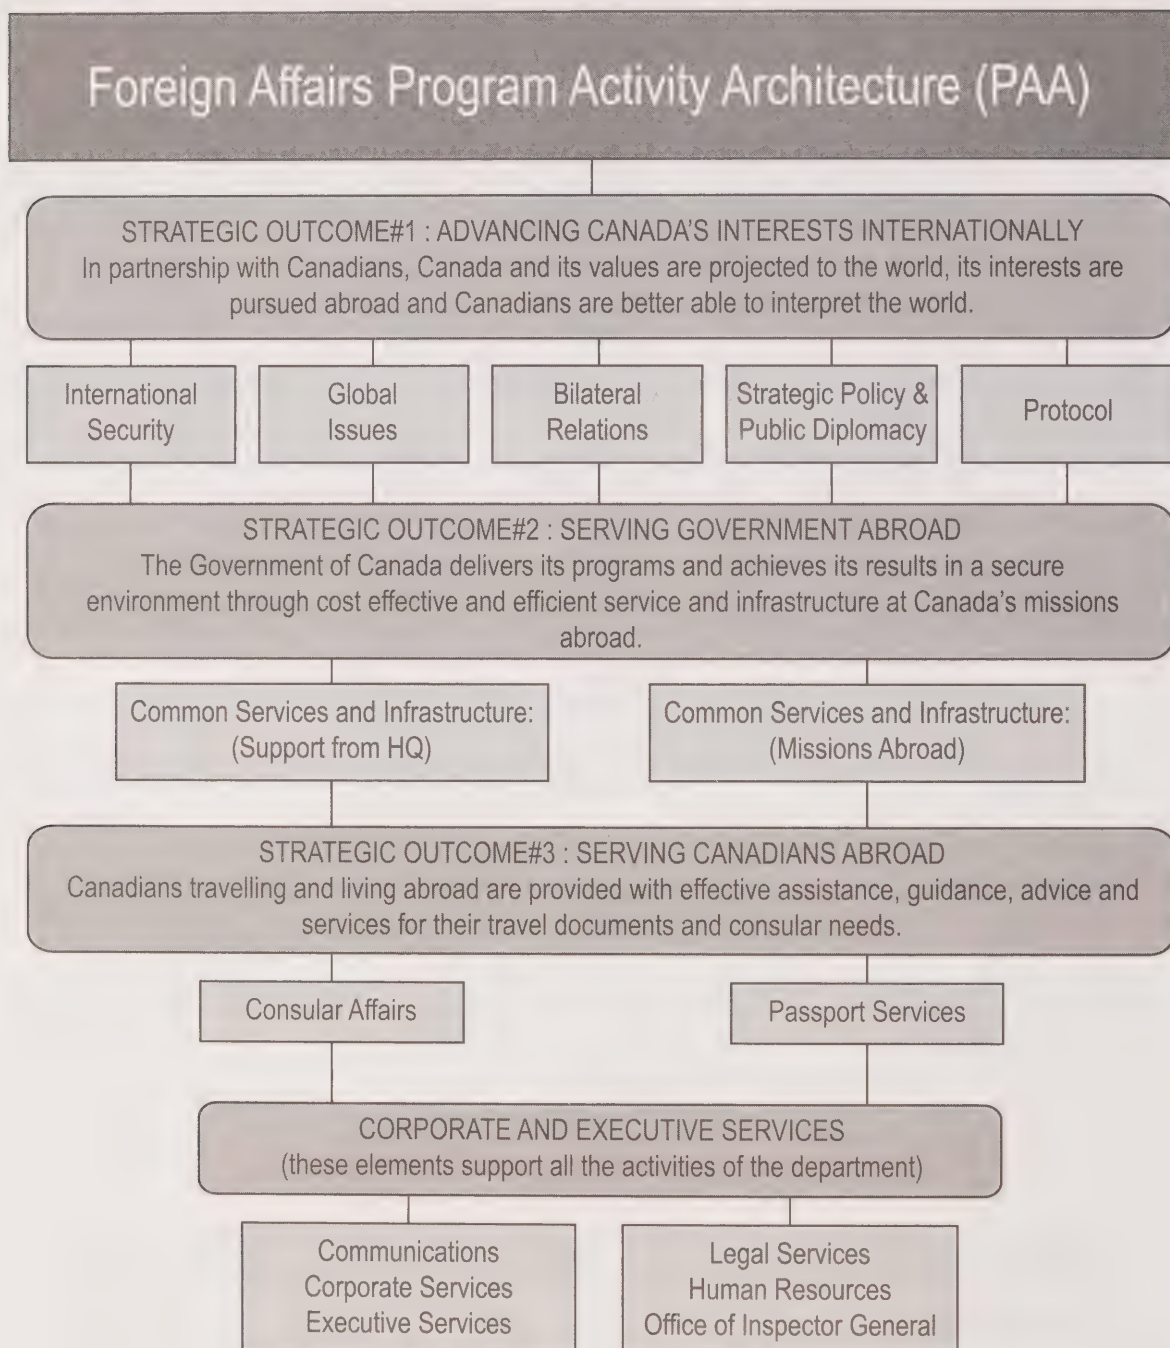 Foreign Affairs Program Activity Architecture (PAA)
STRATEGIC OUTCOME#1 : ADVANCING CANADA'S INTERESTS INTERNATIONALLY
In partnership with Canadians, Canada and its values are projected to the world, its interests are
pursued abroad and Canadians are better able to interpret the world.
International
Security
Global
Issues
Bilateral
Relations
Strategic Policy &
Public Diplomacy
Protocol
STRATEGIC OUTCOME#2 : SERVING GOVERNMENT ABROAD
The Government of Canada delivers its programs and achieves its results in a secure
environment through cost effective and efficient service and infrastructure at Canada's missions
abroad.
Common Services and Infrastructure:
(Support from HQ)
Common Services and Infrastructure:
(Missions Abroad)
STRATEGIC OUTCOME#3 : SERVING CANADIANS ABROAD
Canadians travelling and living abroad are provided with effective assistance, guidance, advice and
services for their travel documents and consular needs.
Consular Affairs
Passport Services
CORPORATE AND EXECUTIVE SERVICES
(these elements support all the activities of the department)
Communications
Corporate Services
Executive Services
Legal Services
Human Resources
Office of Inspector General